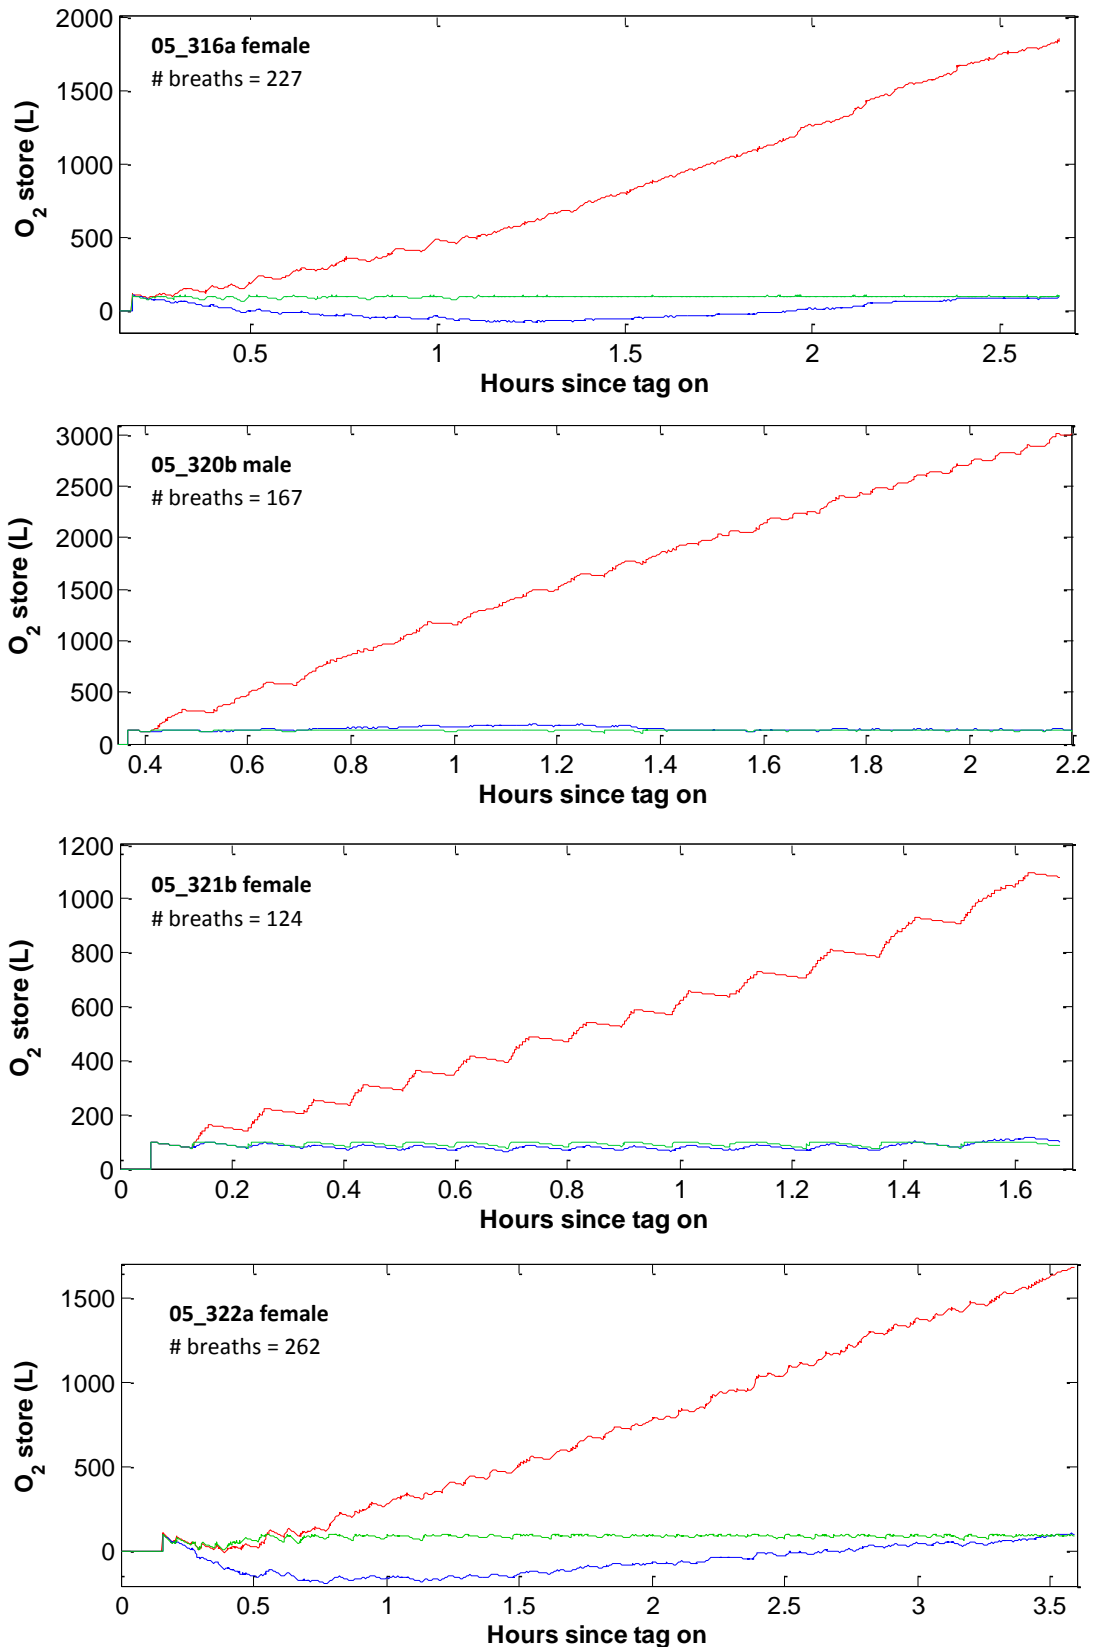 2000
1500
1000
500
0
O2 store (L)
05_316a female
# breaths = 227
0.5 1 1.5 2 2.5
Hours since tag on
3000
2500
2000
1500
1000
500
0
O2 store (L)
05_320b male
# breaths = 167
0.4 0.6 0.8 1 1.2 1.4 1.6 1.8 2 2.2
Hours since tag on
1200
1000
800
600
400
200
0
O2 store (L)
05_321b female
# breaths = 124
0 0.2 0.4 0.6 0.8 1 1.2 1.4 1.6
Hours since tag on
1500
1000
500
0
O2 store (L)
05_322a female
# breaths = 262
0 0.5 1 1.5 2 2.5 3 3.5
Hours since tag on